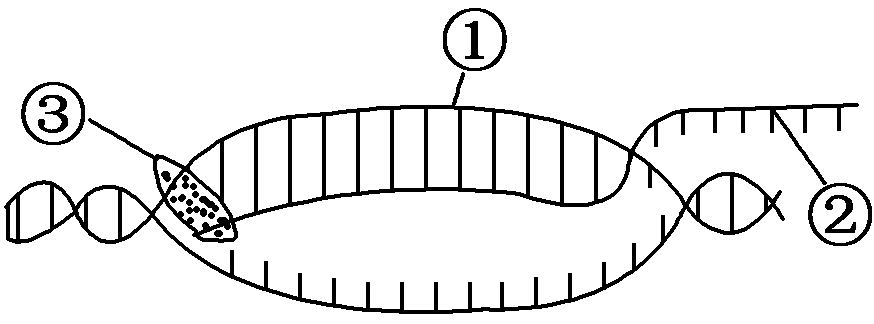 ①
③
②